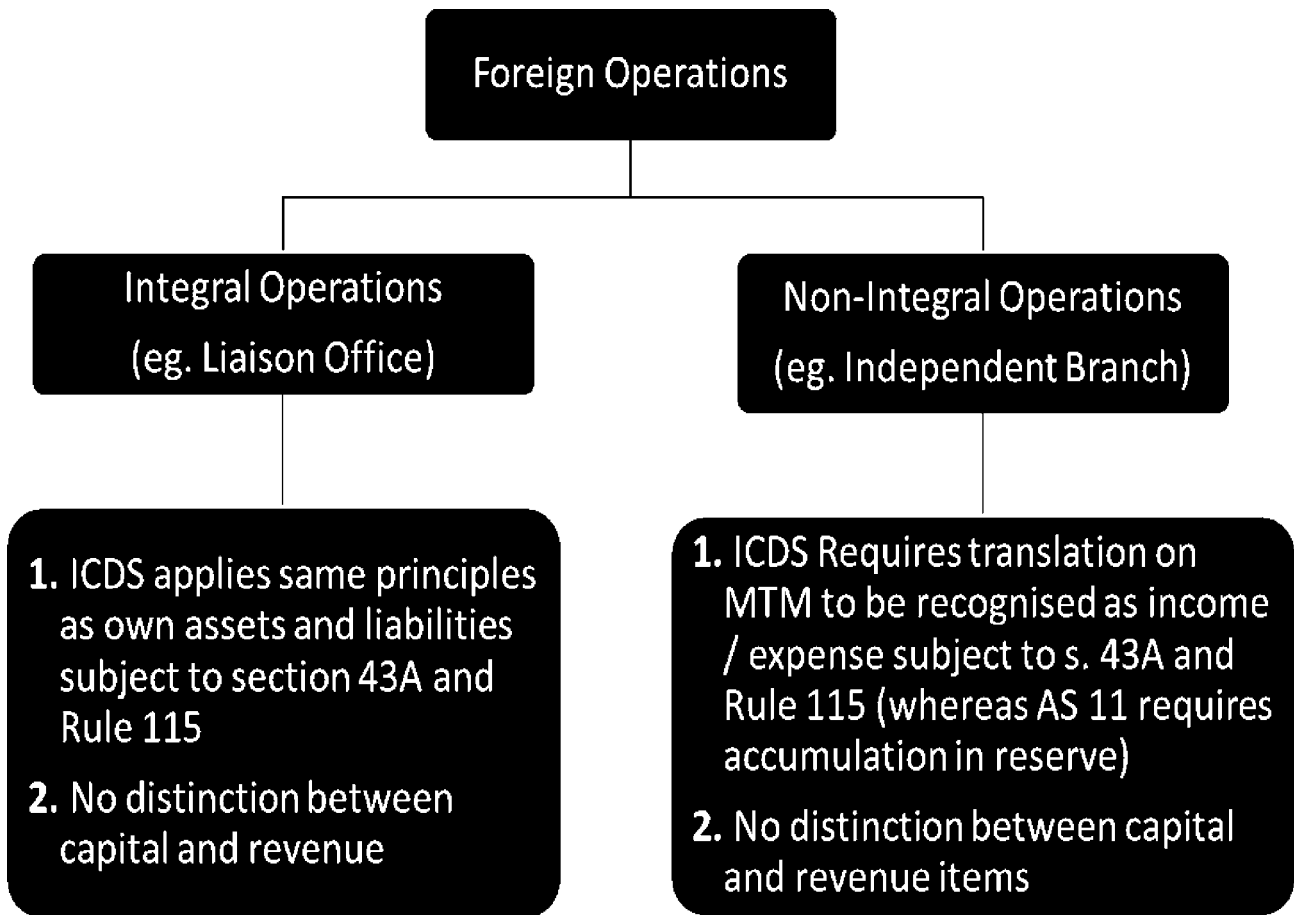 Foreign Operations
Integral Operations
(eg. Liaison Office)
Non-Integral Operations
(eg. Independent Branch)
1. ICDS applies same principles
as own assets and liabilities
subject to section 43A and
Rule 115
2. No distinction between
capital and revenue
1. ICDS Requires translation on
MTM to be recognised as income
/ expense subject to s. 43A and
Rule 115 (whereas AS 11 requires
accumulation in reserve)
2. No distinction between capital
and revenue items